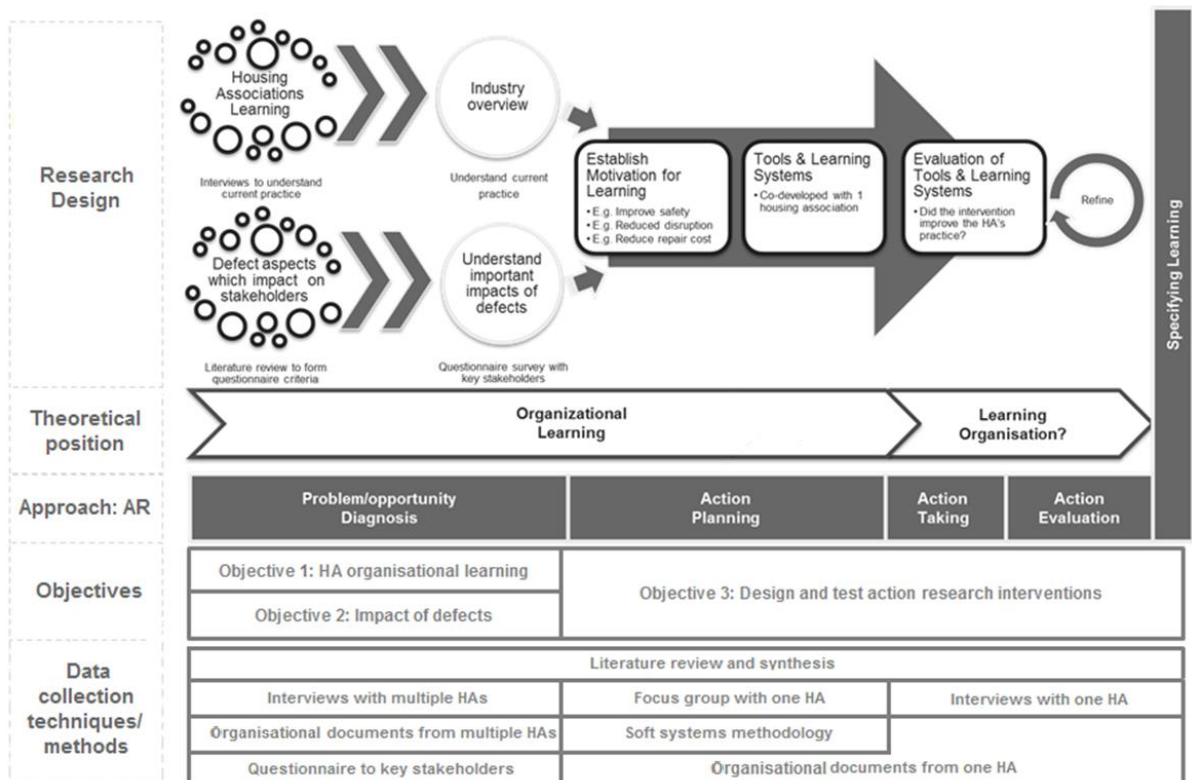 Research
Design
Housing
Associations
Learning
Interviews to understand
current practice
Industry
overview
Understand current
practice
Defect aspects
which impact on
stakeholders
Literature review to form
questionnaire criteria
Understand
important
impacts of
defects
Questionnaire survey with
key stakeholders
Establish
Motivation for
Learning
• E.g. Improve safety
• E.g. Reduced disruption
• E.g. Reduce repair cost
Tools & Learning
Systems
• Co-developed with 1
housing association
Evaluation of
Tools & Learning
Systems
• Did the intervention
improve the HA's
practice?
Refine
Specifying Learning
Theoretical
position
Organizational
Learning
Learning
Organisation?
Approach: AR
Problem/opportunity
Diagnosis
Action
Planning
Action
Taking
Action
Evaluation
Objectives
Objective 1: HA organisational learning
Objective 2: Impact of defects
Objective 3: Design and test action research interventions
Data
collection
techniques/
methods
Literature review and synthesis
Interviews with multiple HAs
Focus group with one HA
Interviews with one HA
Organisational documents from multiple HAs
Soft systems methodology
Questionnaire to key stakeholders
Organisational documents from one HA